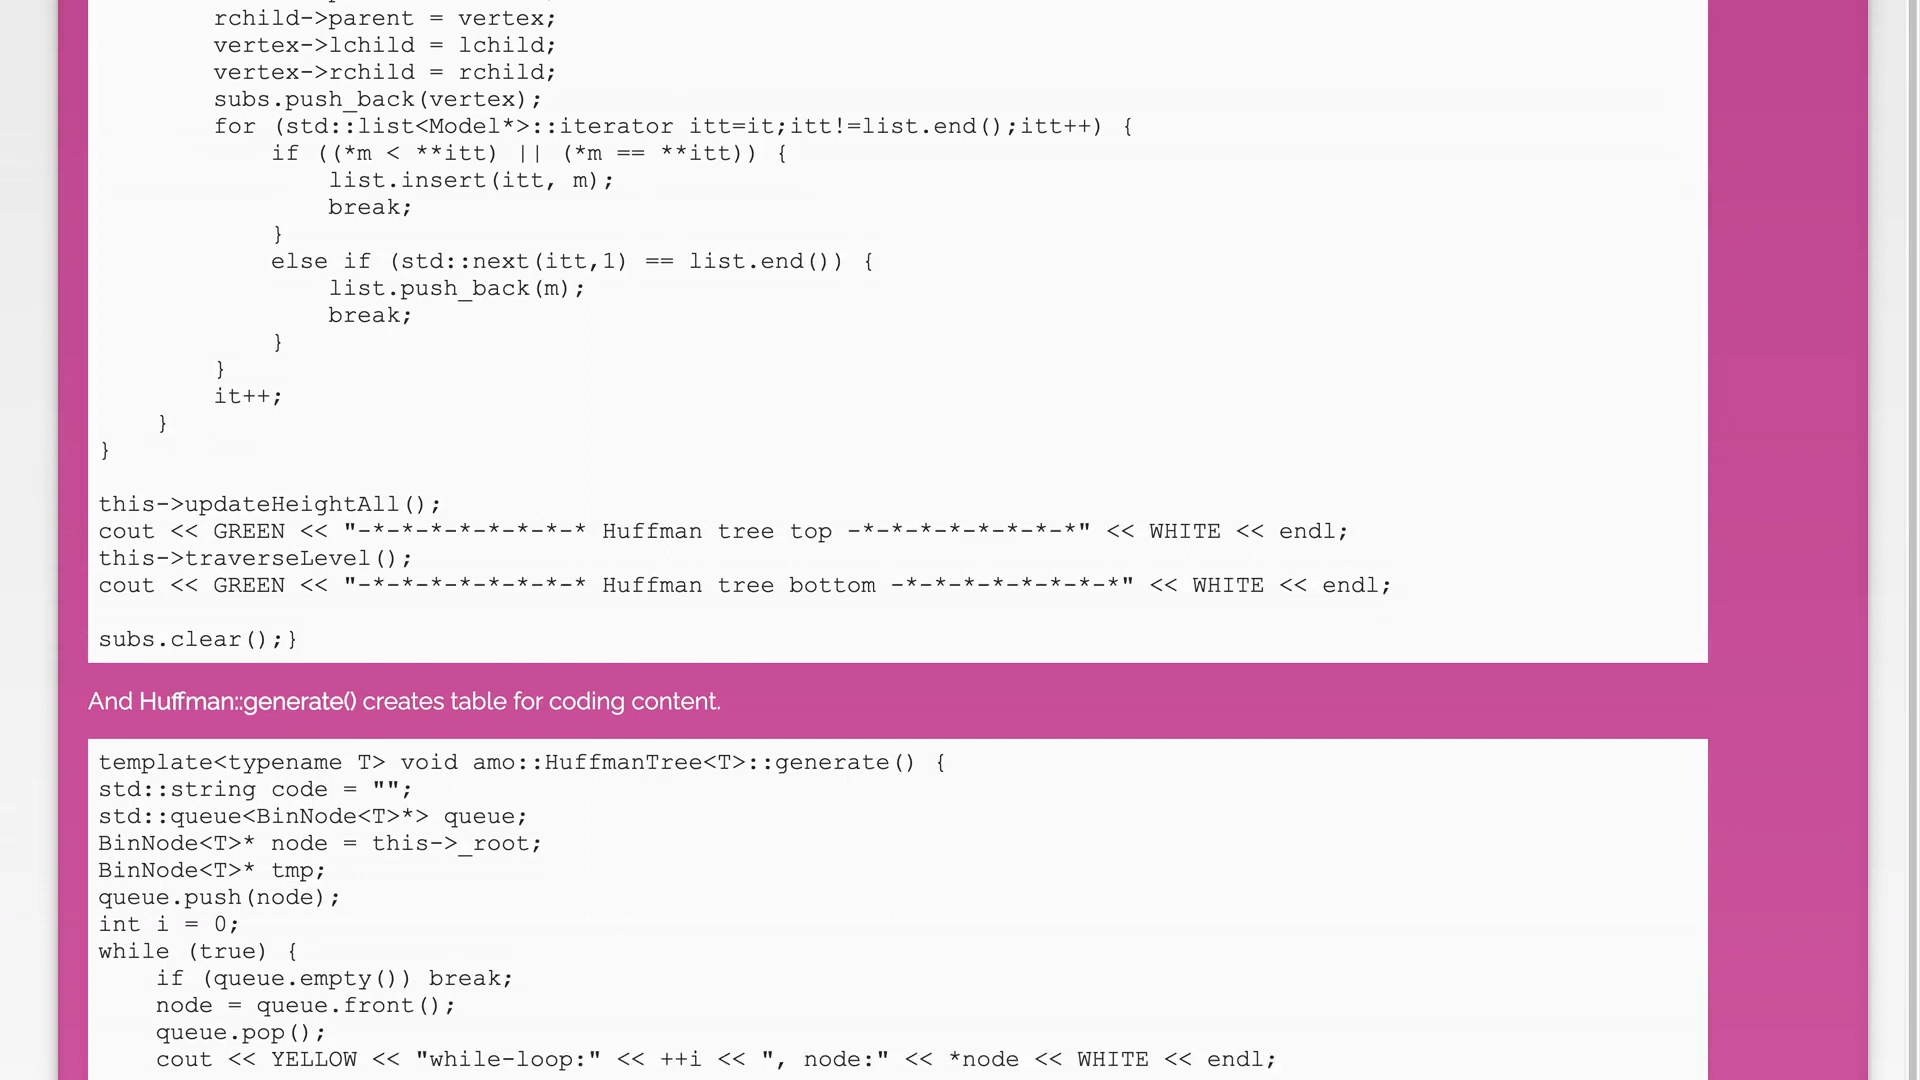 rchild->parent = vertex;
vertex->lchild = lchild;
vertex->rchild = rchild;
subs.push_back(vertex);
for (std::list<Model*>::iterator itt=it;itt!=list.end();itt++) {
if ((*m < **itt) || (*m == **itt)) {
list.insert(itt, m);
break;
}
else if (std::next(itt,1) == list.end()) {
list.push_back(m);
break;
}
}
it++;
}
}
this->updateHeightAll();
cout << GREEN << "-*-*-*-*-*-*-*-* Huffman tree top -*-*-*-*-*-*-*-*" << WHITE << endl;
this->traverseLevel();
cout << GREEN << "-*-*-*-*-*-*-*-* Huffman tree bottom -*-*-*-*-*-*-*-*" << WHITE << endl;
subs.clear();}
And Huffman::generate() creates table for coding content.
template<typename T> void amo::HuffmanTree<T>::generate() {
std::string code = "";
std::queue<BinNode<T>*> queue;
BinNode<T>* node = this->_root;
BinNode<T>* tmp;
queue.push(node);
int i = 0;
while (true) {
if (queue.empty()) break;
node = queue.front();
queue.pop();
cout << YELLOW << "while-loop:" << ++i << ", node:" << *node << WHITE << endl;